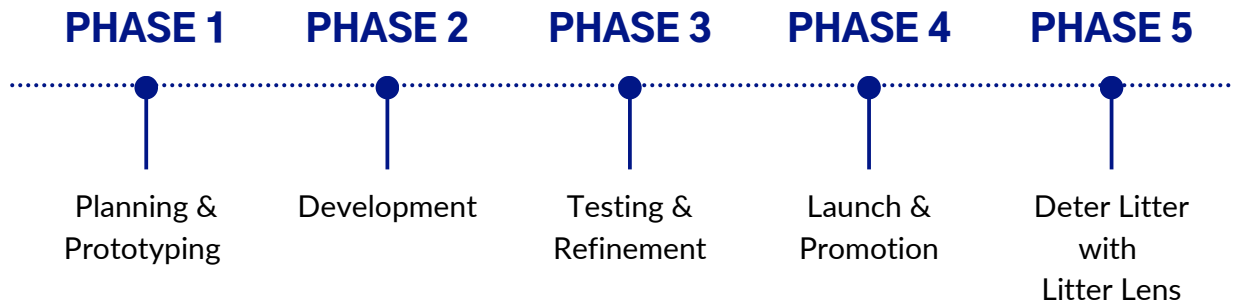 PHASE 1 PHASE 2 PHASE 3 PHASE 4 PHASE 5
Planning &
Prototyping
Development
Testing &
Refinement
Launch &
Promotion
Deter Litter
with
Litter Lens